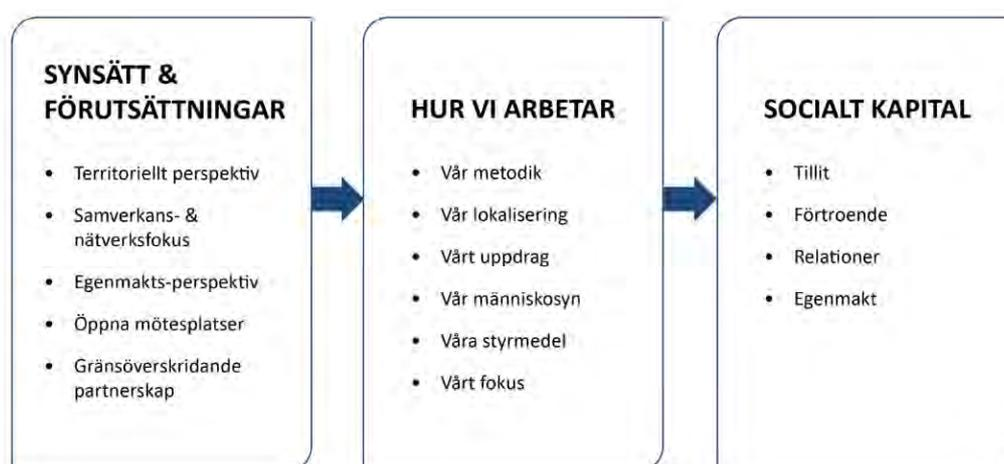 SYNSÄTT &
FÖRUTSÄTTNINGAR
• Territoriellt perspektiv
• Samverkans- &
nätverksfokus
• Egenmakts-perspektiv
• Öppna mötesplatser
• Gränsöverskridande
partnerskap
HUR VI ARBETAR
• Vår metodik
• Vår lokalisering
• Vårt uppdrag
• Vår människosyn
• Våra styrmedel
• Vårt fokus
SOCIALT KAPITAL
• Tillit
• Förtroende
• Relationer
• Egenmakt